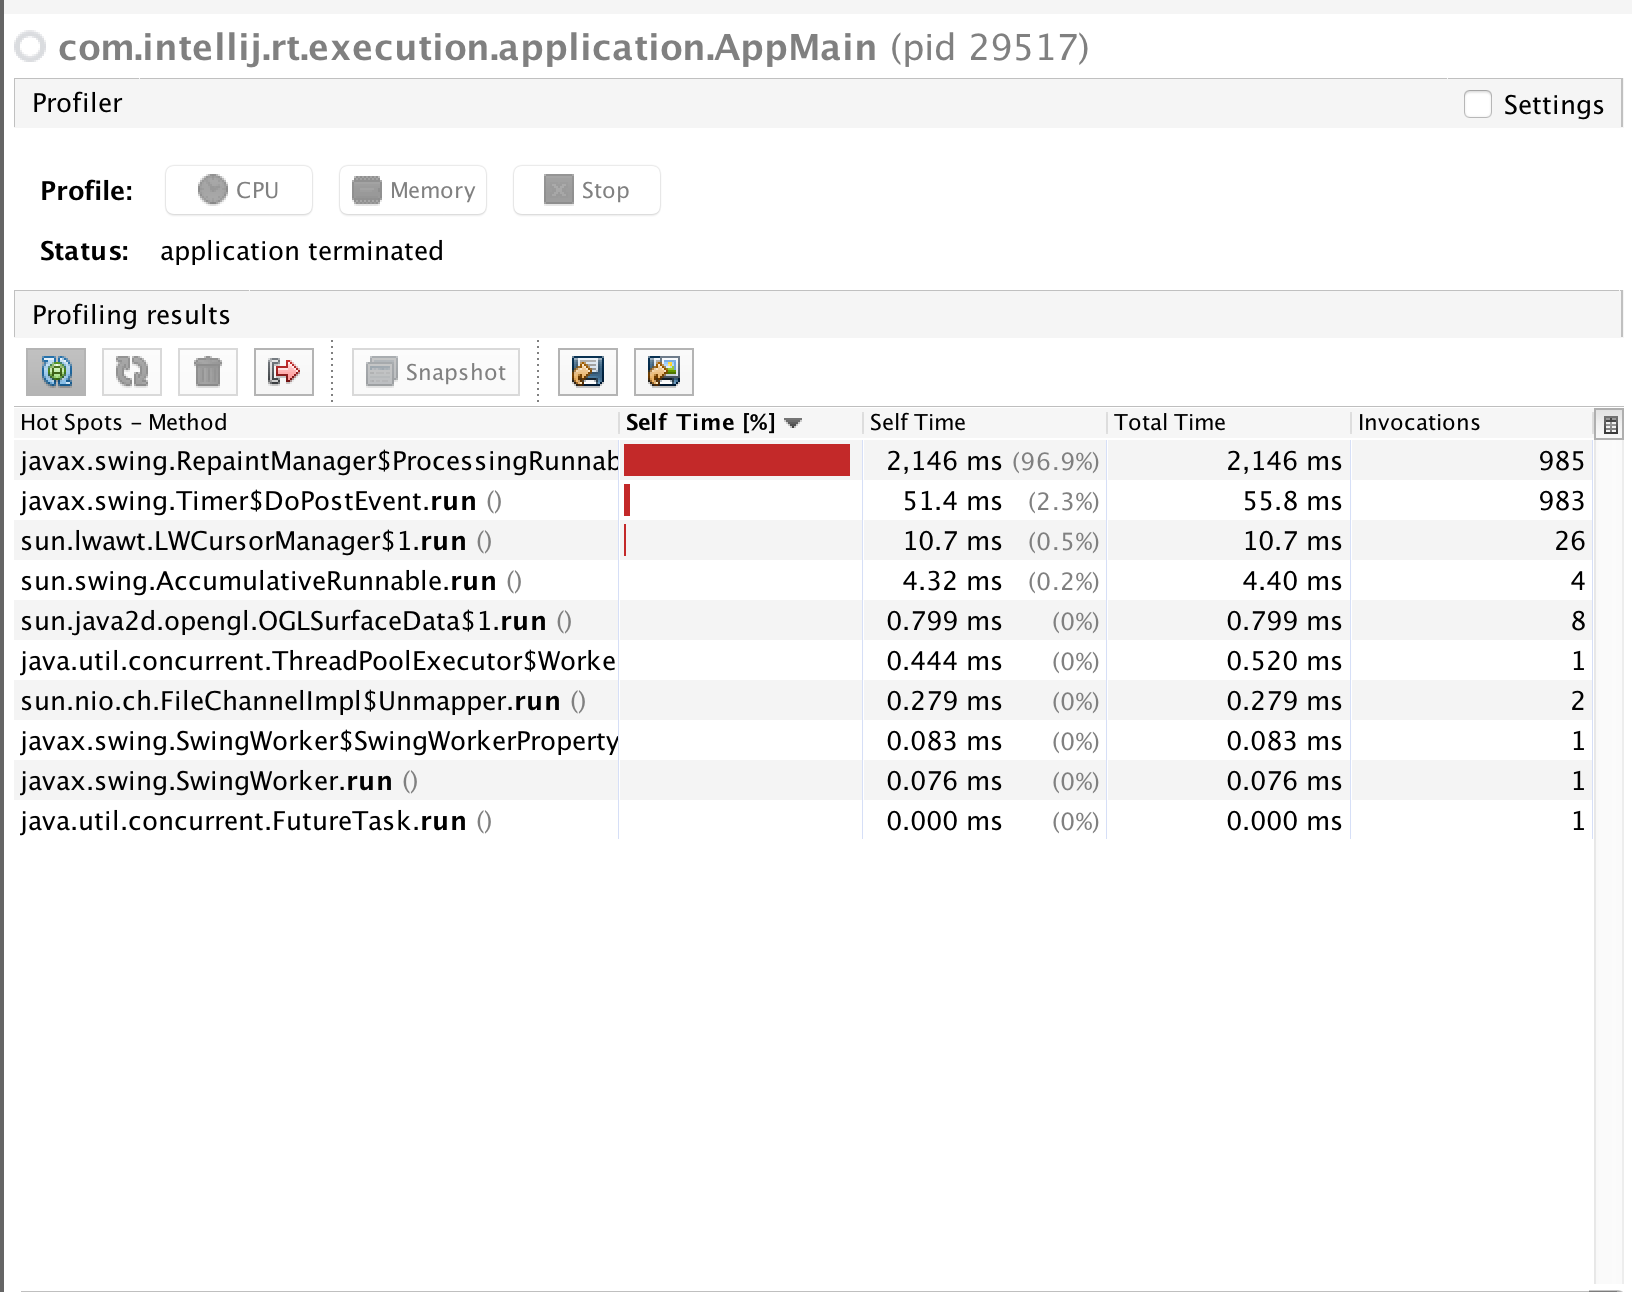 com.intellij.rt.execution.application.AppMain (pid 29517)
Profiler Settings
Profile: CPU Memory Stop
Status: application terminated
Profiling results
Snapshot
Hot Spots – Method Self Time [%] Self Time Total Time Invocations
javax.swing.RepaintManager$ProcessingRunnab 2,146 ms (96.9%) 2,146 ms 985
javax.swing.Timer$DoPostEvent.run () 51.4 ms (2.3%) 55.8 ms 983
sun.lwawt.LWCursorManager$1.run () 10.7 ms (0.5%) 10.7 ms 26
sun.swing.AccumulativeRunnable.run () 4.32 ms (0.2%) 4.40 ms 4
sun.java2d.opengl.OGLSurfaceData$1.run () 0.799 ms (0%) 0.799 ms 8
java.util.concurrent.ThreadPoolExecutor$Worke 0.444 ms (0%) 0.520 ms 1
sun.nio.ch.FileChannelImpl$Unmapper.run () 0.279 ms (0%) 0.279 ms 2
javax.swing.SwingWorker$SwingWorkerProperty 0.083 ms (0%) 0.083 ms 1
javax.swing.SwingWorker.run () 0.076 ms (0%) 0.076 ms 1
java.util.concurrent.FutureTask.run () 0.000 ms (0%) 0.000 ms 1